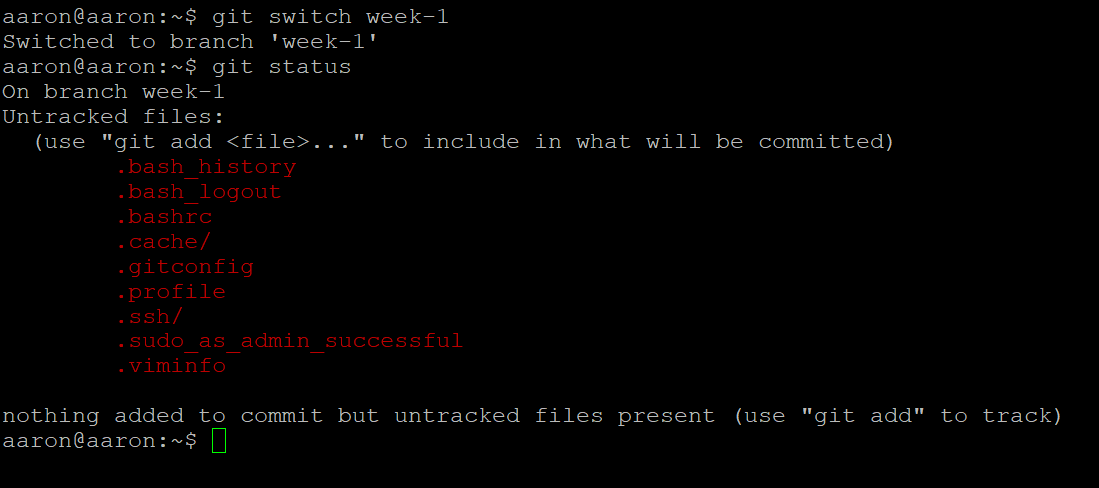 aaron@aaron:~$ git switch week-1
Switched to branch 'week-1'
aaron@aaron:~$ git status
On branch week-1
Untracked files:
  (use "git add <file>..." to include in what will be committed)
        .bash_history
        .bash_logout
        .bashrc
        .cache/
        .gitconfig
        .profile
        .ssh/
        .sudo_as_admin_successful
        .viminfo

nothing added to commit but untracked files present (use "git add" to track)
aaron@aaron:~$